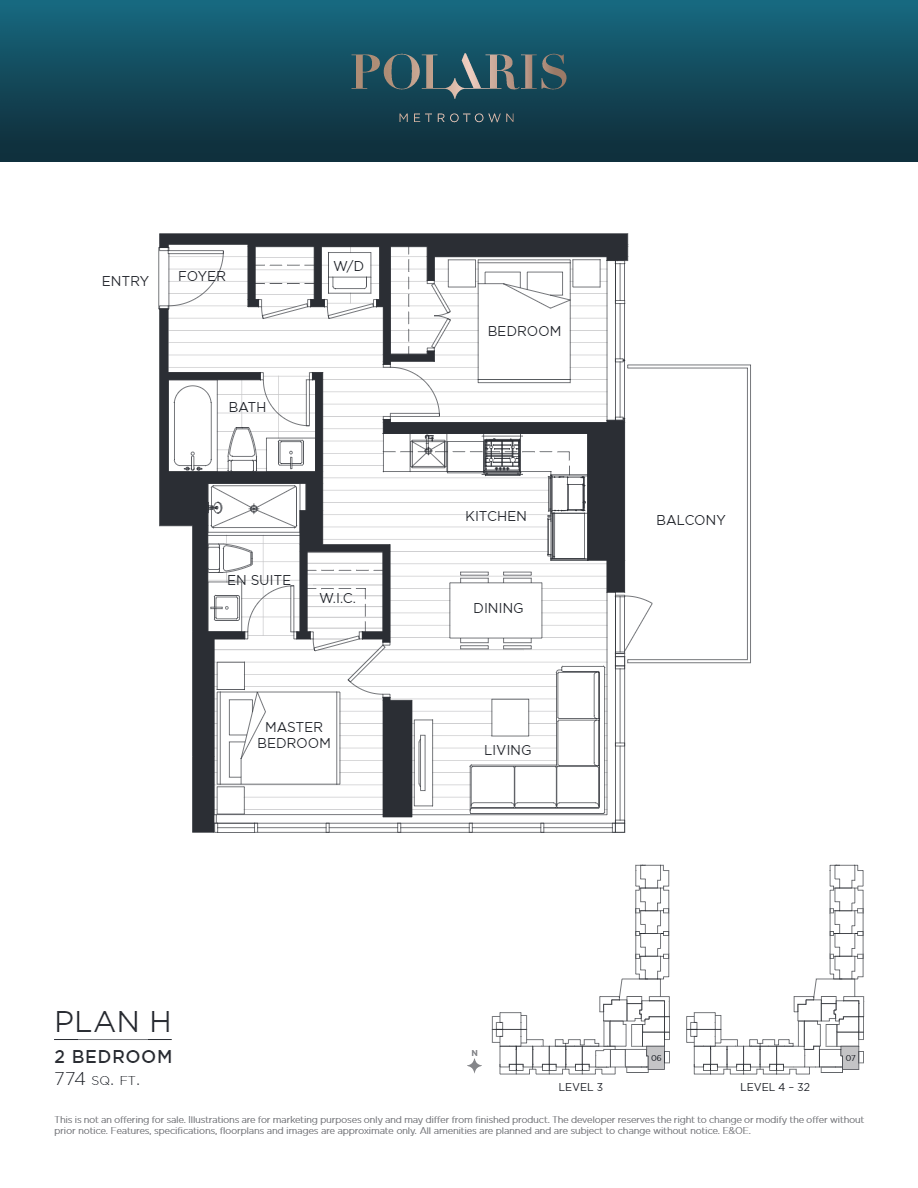 POLARIS
METROTOWN
ENTRY
FOYER
W/D
BEDROOM
BATH
KITCHEN
BALCONY
EN SUITE
W.I.C.
DINING
MASTER
BEDROOM
LIVING
PLAN H
2 BEDROOM
774 SQ. FT.
N
06
LEVEL 3
07
LEVEL 4 – 32
This is not an offering for sale. Illustrations are for marketing purposes only and may differ from finished product. The developer reserves the right to change or modify the offer without
prior notice. Features, specifications, floorplans and images are approximate only. All amenities are planned and are subject to change without notice. E&OE.